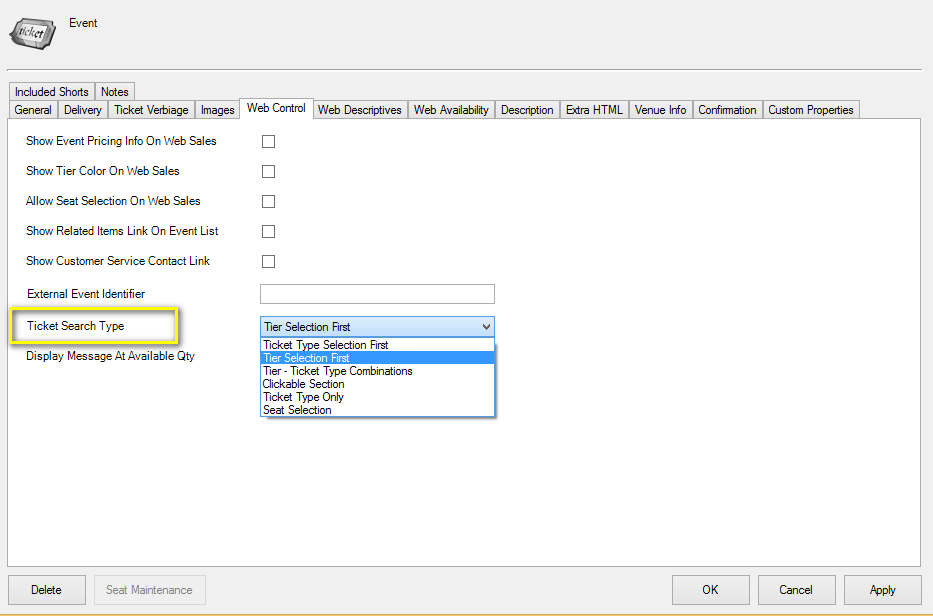 ticket
Event
Included Shorts Notes
General Delivery Ticket Verbiage Images Web Control Web Descriptives Web Availability Description Extra HTML Venue Info Confirmation Custom Properties
Show Event Pricing Info On Web Sales
Show Tier Color On Web Sales
Allow Seat Selection On Web Sales
Show Related Items Link On Event List
Show Customer Service Contact Link
External Event Identifier
Ticket Search Type Tier Selection First
Display Message At Available Qty
Ticket Type Selection First
Tier Selection First
Tier - Ticket Type Combinations
Clickable Section
Ticket Type Only
Seat Selection
Delete Seat Maintenance OK Cancel Apply